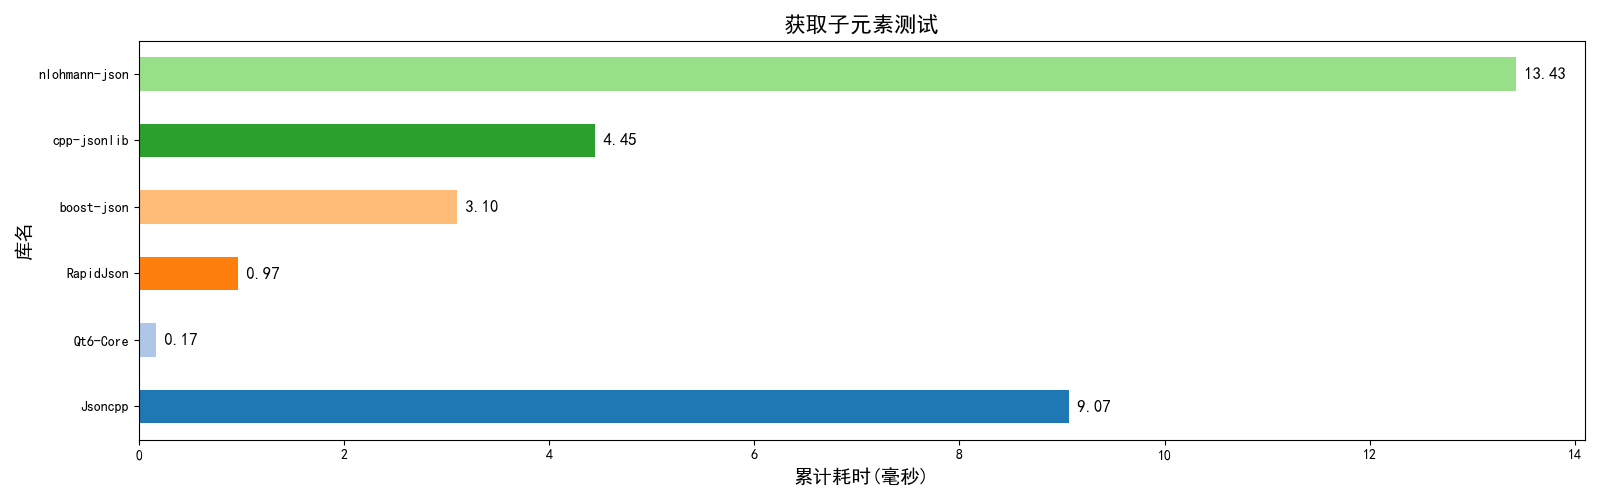 获取子元素测试
nlohmann-json
13.43
cpp-jsonlib
4.45
boost-json
3.10
RapidJson
0.97
Qt6-Core
0.17
Jsoncpp
9.07
库名
0 2 4 6 8 10 12 14
累计耗时(毫秒)